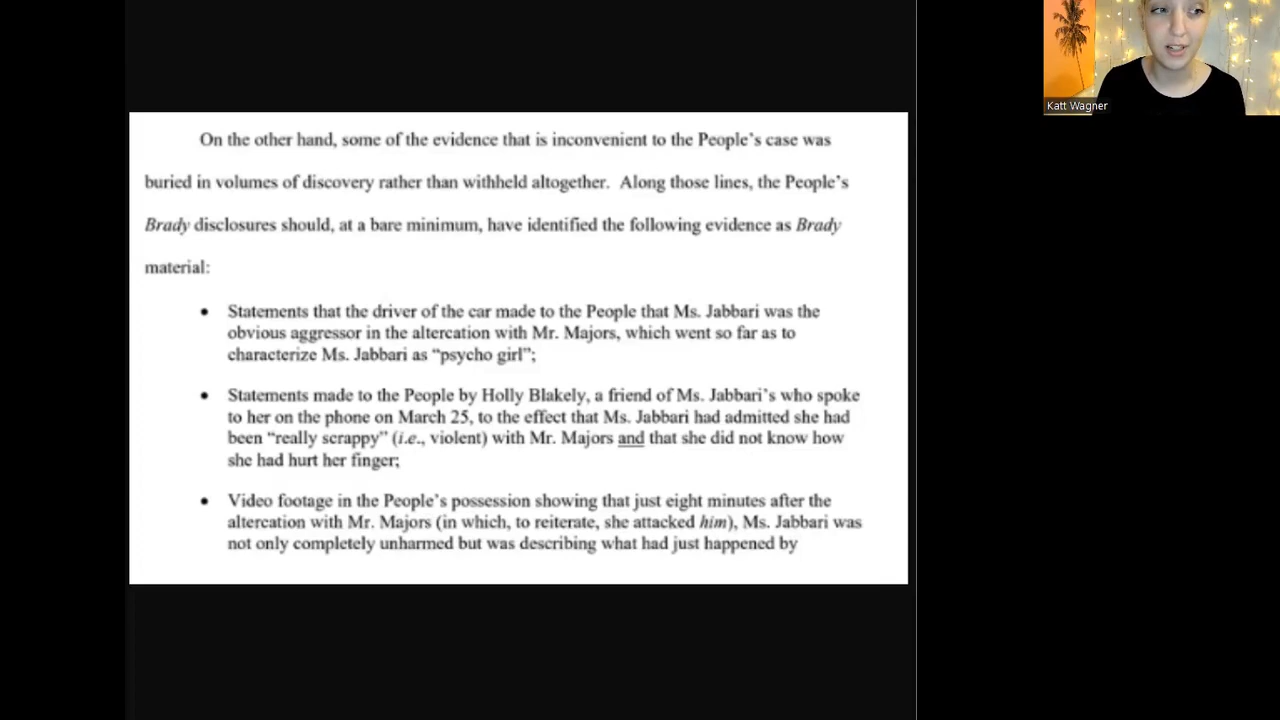 On the other hand, some of the evidence that is inconvenient to the People's case was
buried in volumes of discovery rather than withheld altogether. Along those lines, the People's
Brady disclosures should, at a bare minimum, have identified the following evidence as Brady
material:
• Statements that the driver of the car made to the People that Ms. Jabbari was the
obvious aggressor in the altercation with Mr. Majors, which went so far as to
characterize Ms. Jabbari as “psycho girl”;
• Statements made to the People by Holly Blakely, a friend of Ms. Jabbari's who spoke
to her on the phone on March 25, to the effect that Ms. Jabbari had admitted she had
been “really scrappy” (i.e., violent) with Mr. Majors and that she did not know how
she had hurt her finger;
• Video footage in the People's possession showing that just eight minutes after the
altercation with Mr. Majors (in which, to reiterate, she attacked him), Ms. Jabbari was
not only completely unharmed but was describing what had just happened by
Katt Wagner